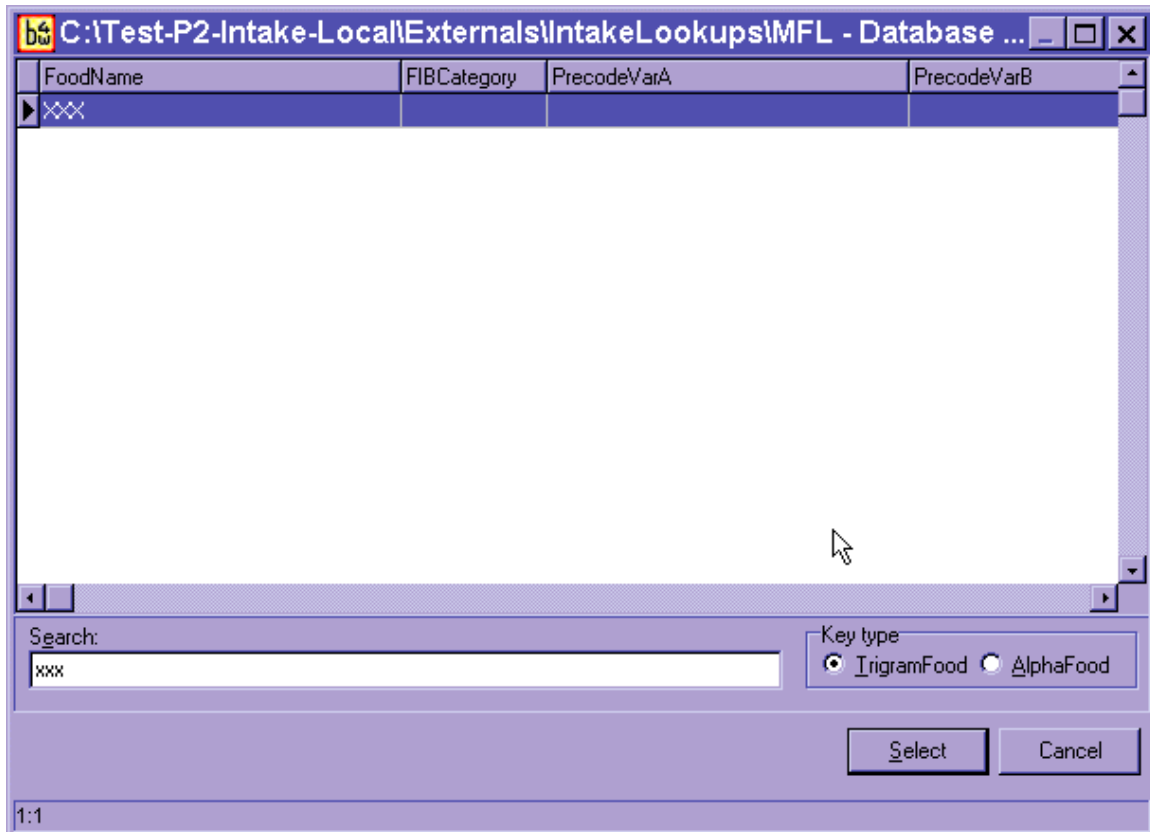 C:\Test-P2-Intake-Local\Externals\IntakeLookups\MFL - Database ...
FoodName FIBCategory PrecodeVarA PrecodeVarB
XXX
Search:
xxx
Key type
TrigramFood AlphaFood
Select Cancel
1:1